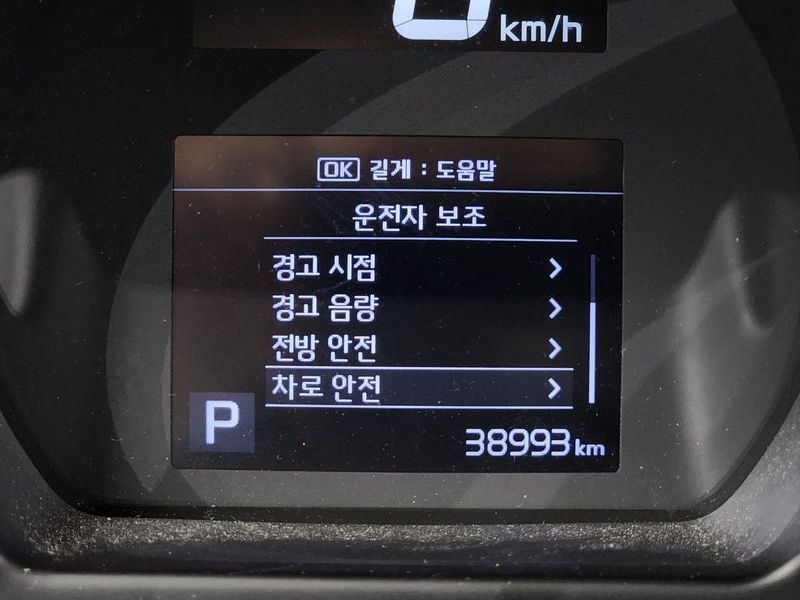 0 km/h
OK 길게 : 도움말
운전자 보조
경고 시점
경고 음량
전방 안전
차로 안전
P
38993 km